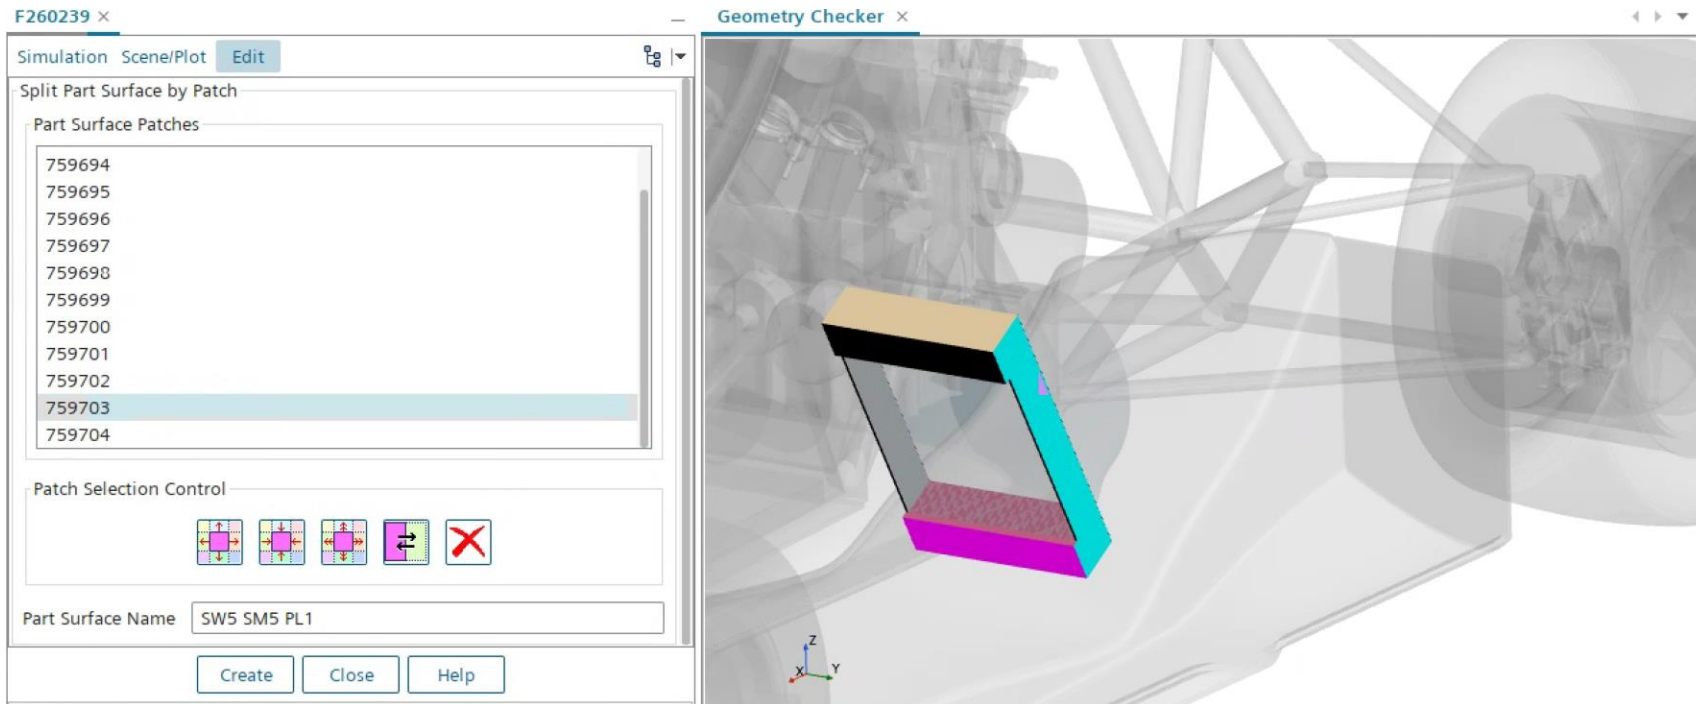 F260239
Geometry Checker
Simulation Scene/Plot Edit
Split Part Surface by Patch
Part Surface Patches
759694
759695
759696
759697
759698
759699
759700
759701
759702
759703
759704
Patch Selection Control
Part Surface Name SW5 SM5 PL1
Create Close Help
Z
X Y